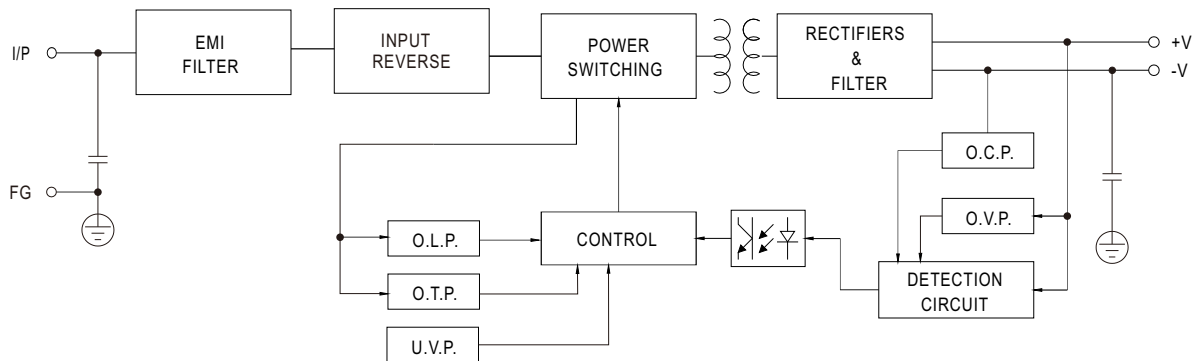 I/P
EMI
FILTER
INPUT
REVERSE
POWER
SWITCHING
RECTIFIERS
&
FILTER
+V
-V
O.C.P.
FG
O.L.P.
CONTROL
O.V.P.
O.T.P.
DETECTION
CIRCUIT
U.V.P.